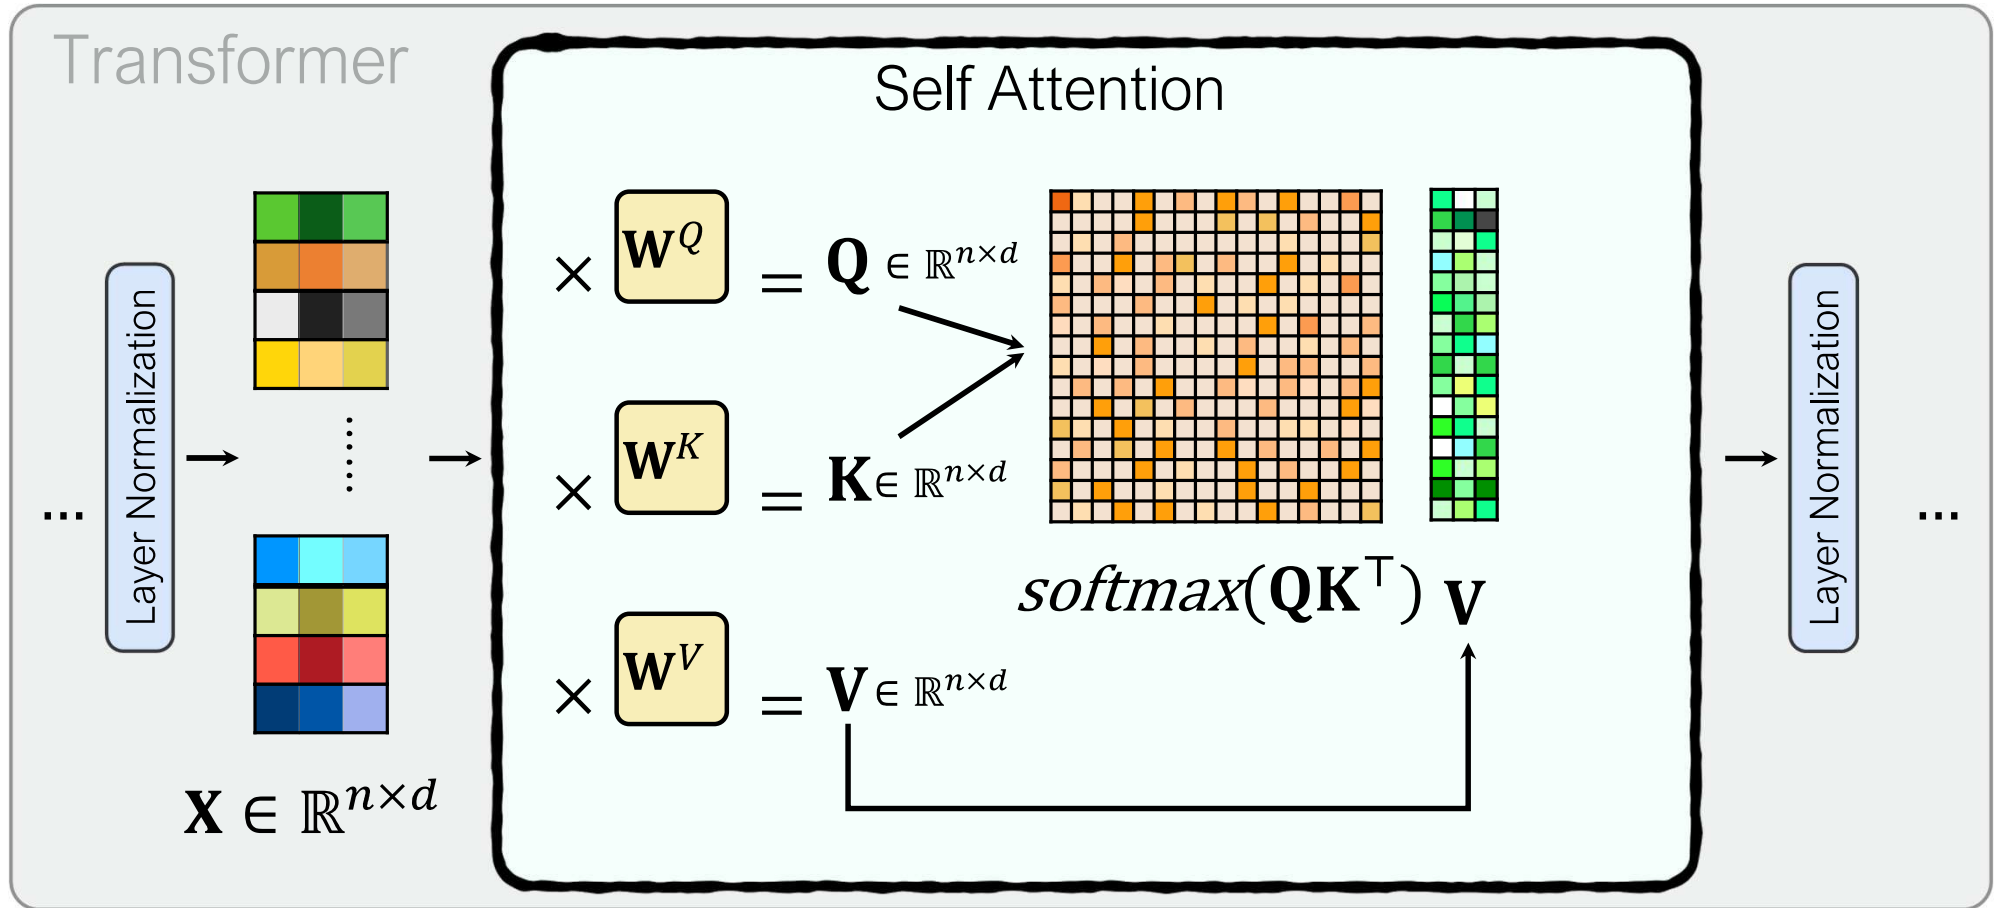 Transformer
Self Attention
... Layer Normalization
X ∈ ℝ^{n×d}
× W^Q = Q ∈ ℝ^{n×d}
× W^K = K ∈ ℝ^{n×d}
× W^V = V ∈ ℝ^{n×d}
softmax(QK^⊤) V
Layer Normalization ...